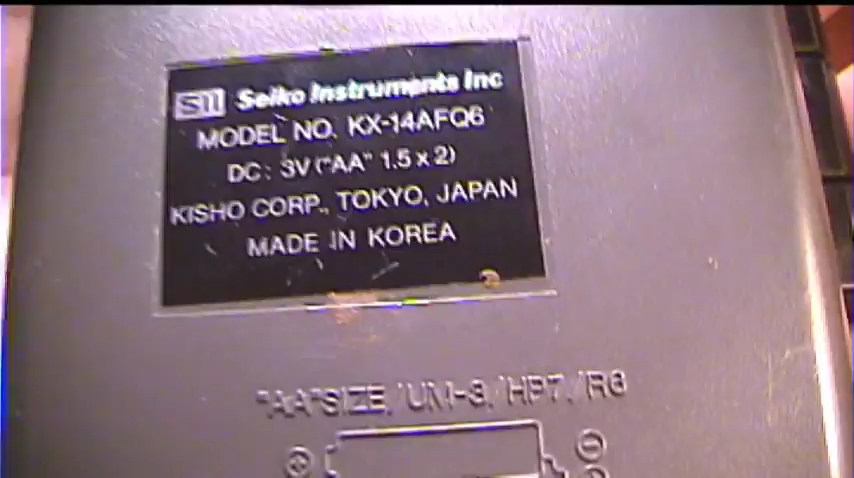 SII Seiko Instruments Inc
MODEL NO. KX-14AFQ6
DC: 3V ("AA" 1.5 x 2)
KISHO CORP., TOKYO, JAPAN
MADE IN KOREA
"AA"SIZE/UM-3/HP7/R6